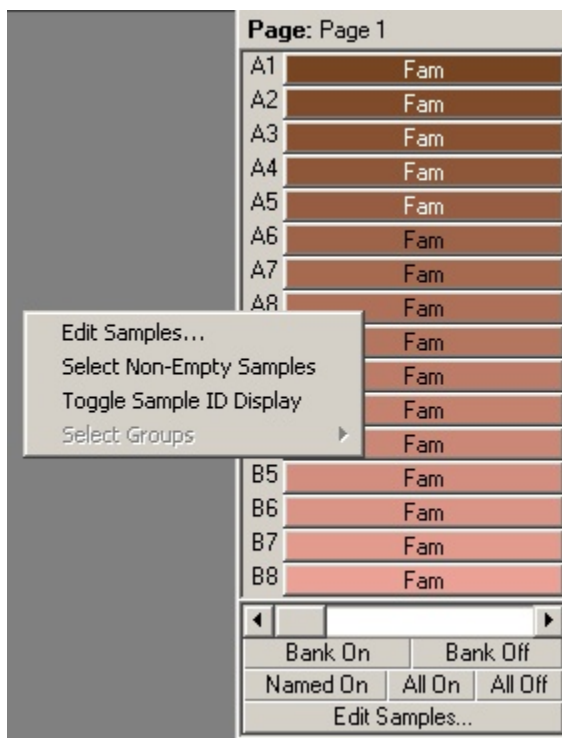 Page: Page 1
A1 Fam
A2 Fam
A3 Fam
A4 Fam
A5 Fam
A6 Fam
A7 Fam
A8 Fam
Fam
Fam
Fam
Fam
B5 Fam
B6 Fam
B7 Fam
B8 Fam
Edit Samples...
Select Non-Empty Samples
Toggle Sample ID Display
Select Groups
Bank On Bank Off
Named On All On All Off
Edit Samples...